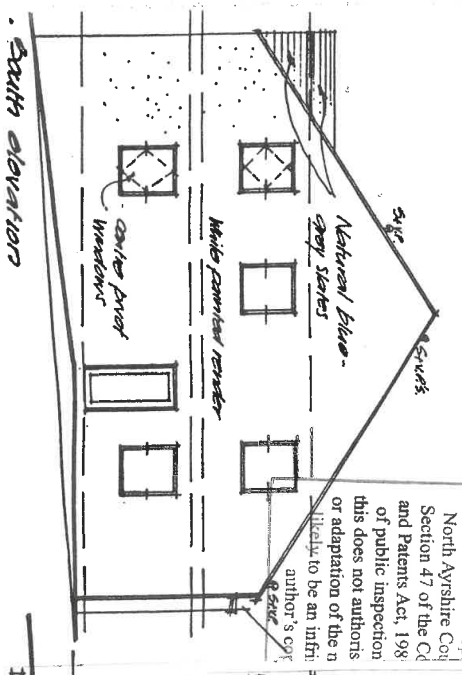 North Ayrshire Cou
Section 47 of the Co
and Patents Act, 198
of public inspection
this does not authoris
or adaptation of the n
likely to be an infri
author's cop
S.V.P.
S.V.P.'s.
S.V.P.
Natural blue-
grey slates
White painted render
centre pivot
windows
. South elevation